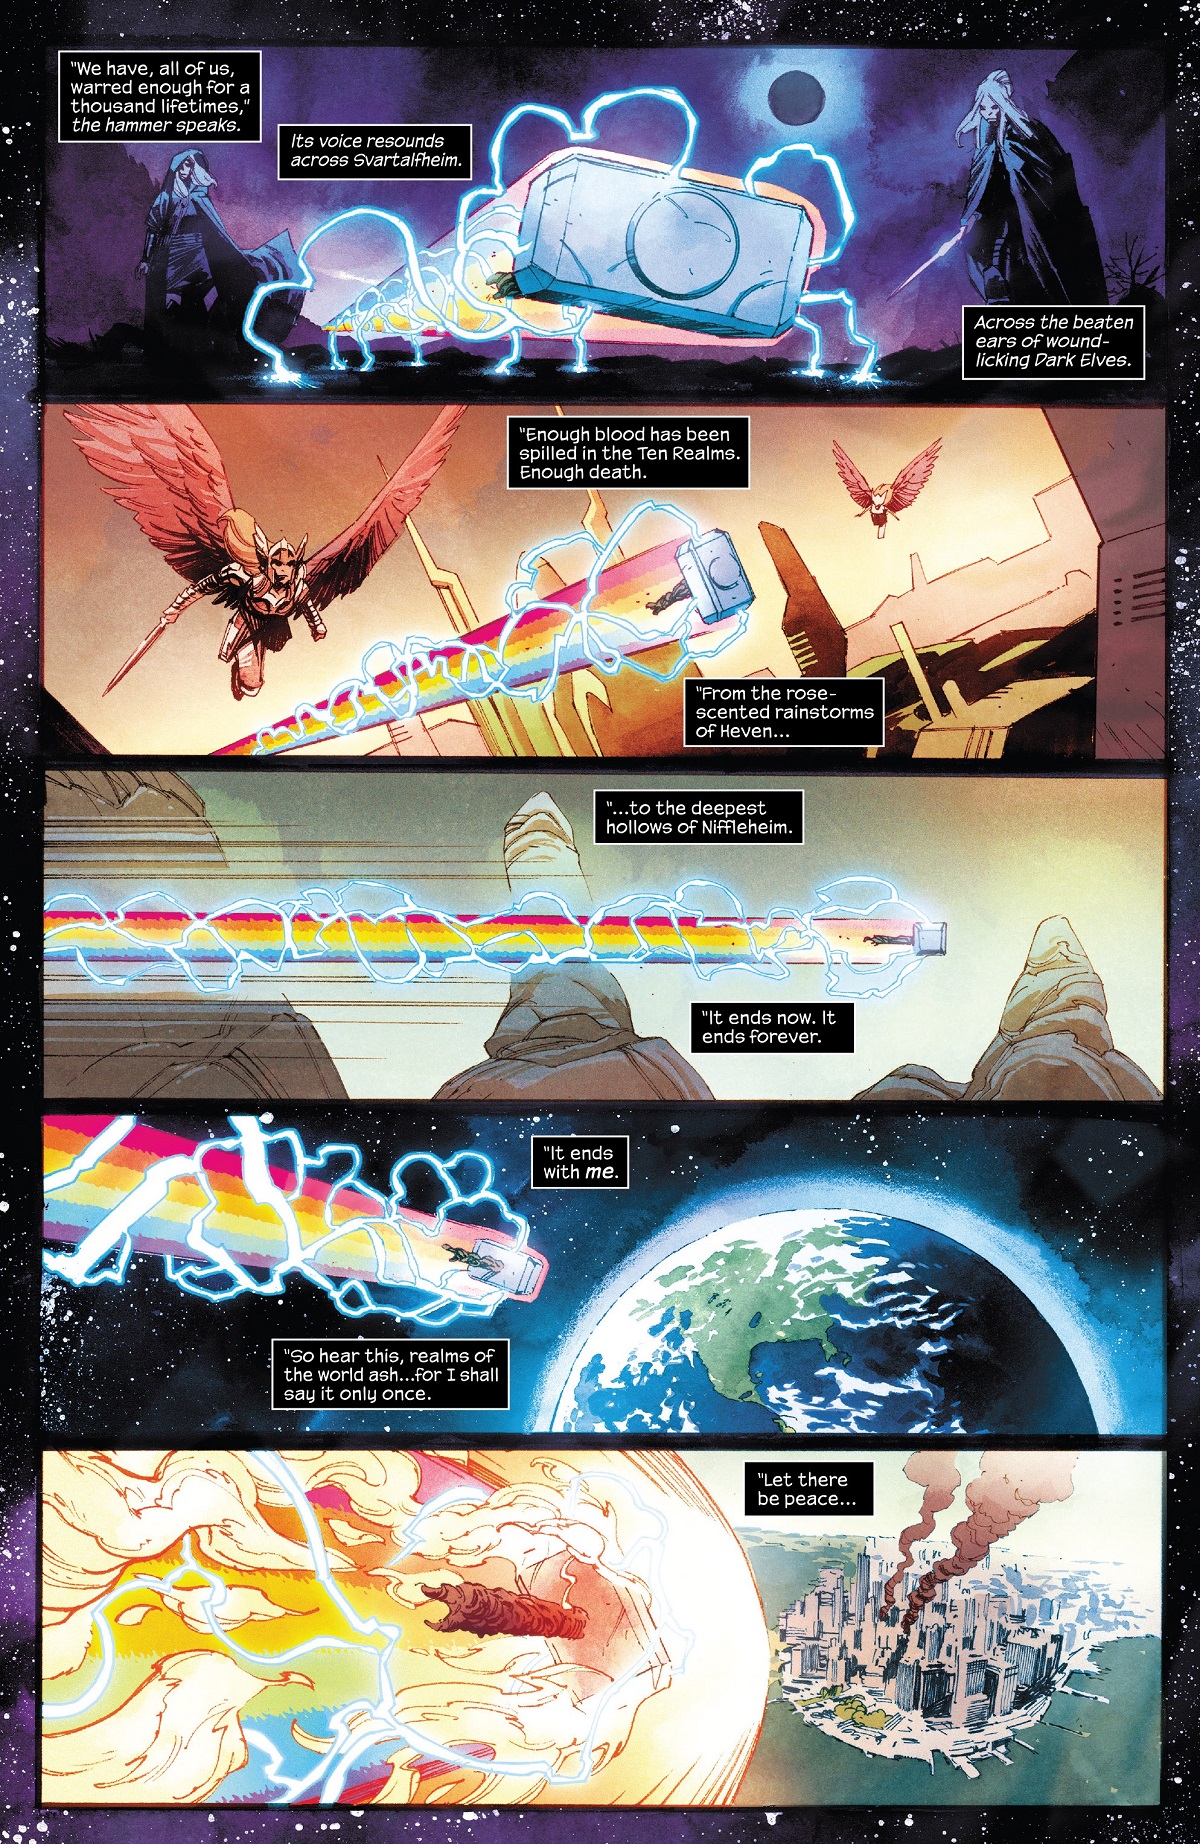 "We have, all of us,
warred enough for a
thousand lifetimes,"
the hammer speaks.
Its voice resounds
across Svartalfheim.
Across the beaten
ears of wound-
licking Dark Elves.
"Enough blood has been
spilled in the Ten Realms.
Enough death.
"From the rose-
scented rainstorms
of Heven...
"...to the deepest
hollows of Niffleheim.
"It ends now. It
ends forever.
"It ends
with me.
"So hear this, realms of
the world ash...for I shall
say it only once.
"Let there
be peace...